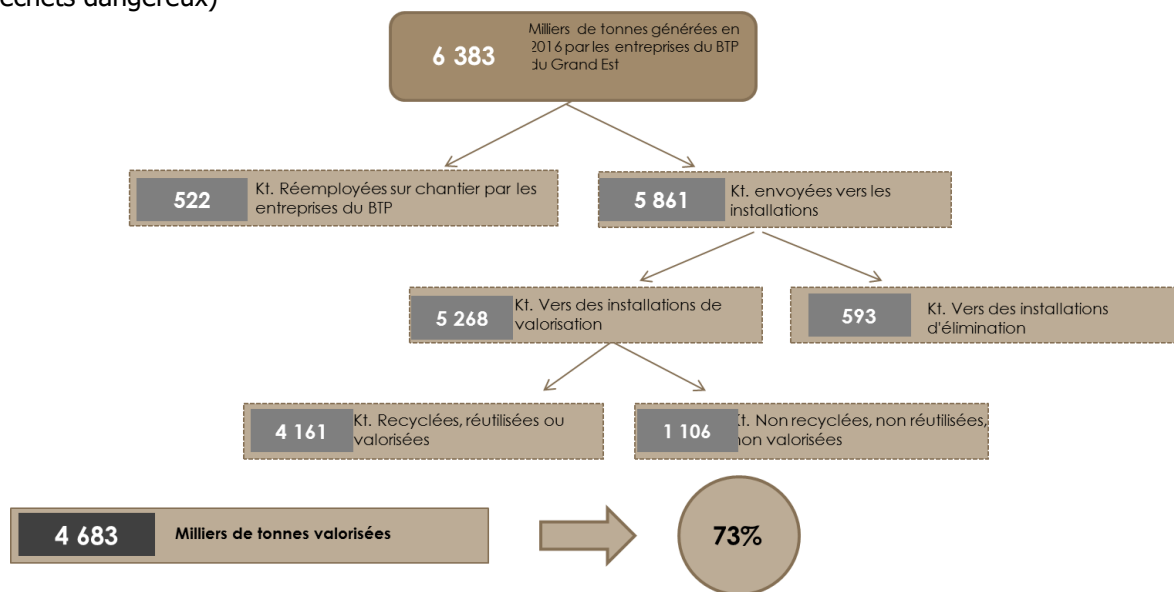 échets dangereux)
6 383
Milliers de tonnes générées en
2016 par les entreprises du BTP
du Grand Est
522
Kt. Réemployées sur chantier par les
entreprises du BTP
5 861
Kt. envoyées vers les
installations
5 268
Kt. Vers des installations de
valorisation
593
Kt. Vers des installations
d'élimination
4 161
Kt. Recyclées, réutilisées ou
valorisées
1 106
Kt. Non recyclées, non réutilisées,
non valorisées
4 683
Milliers de tonnes valorisées
73%